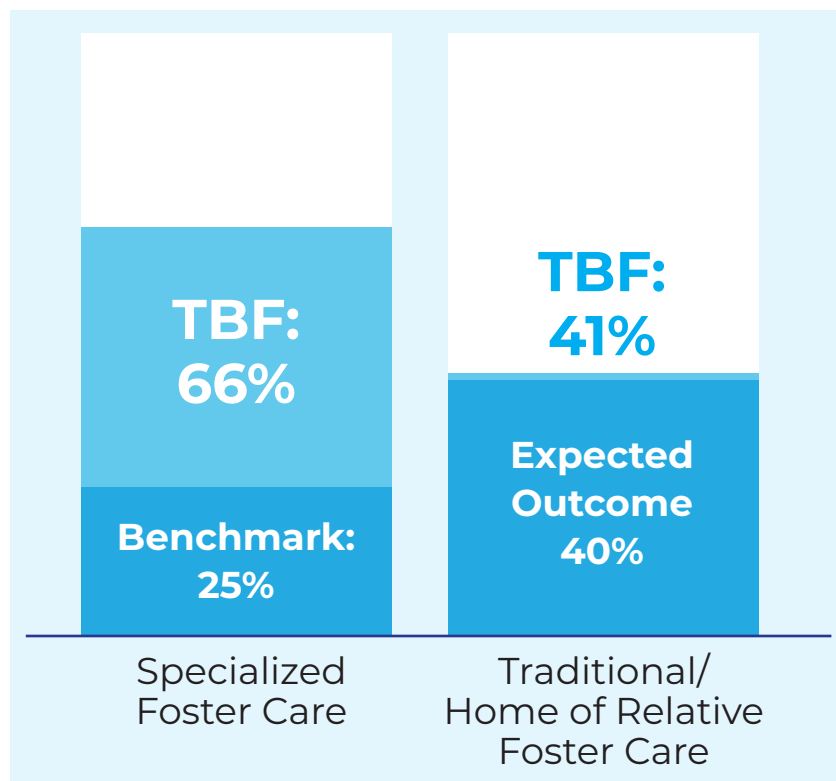 TBF:
66%
Benchmark:
25%
Specialized
Foster Care
TBF:
41%
Expected
Outcome
40%
Traditional/
Home of Relative
Foster Care